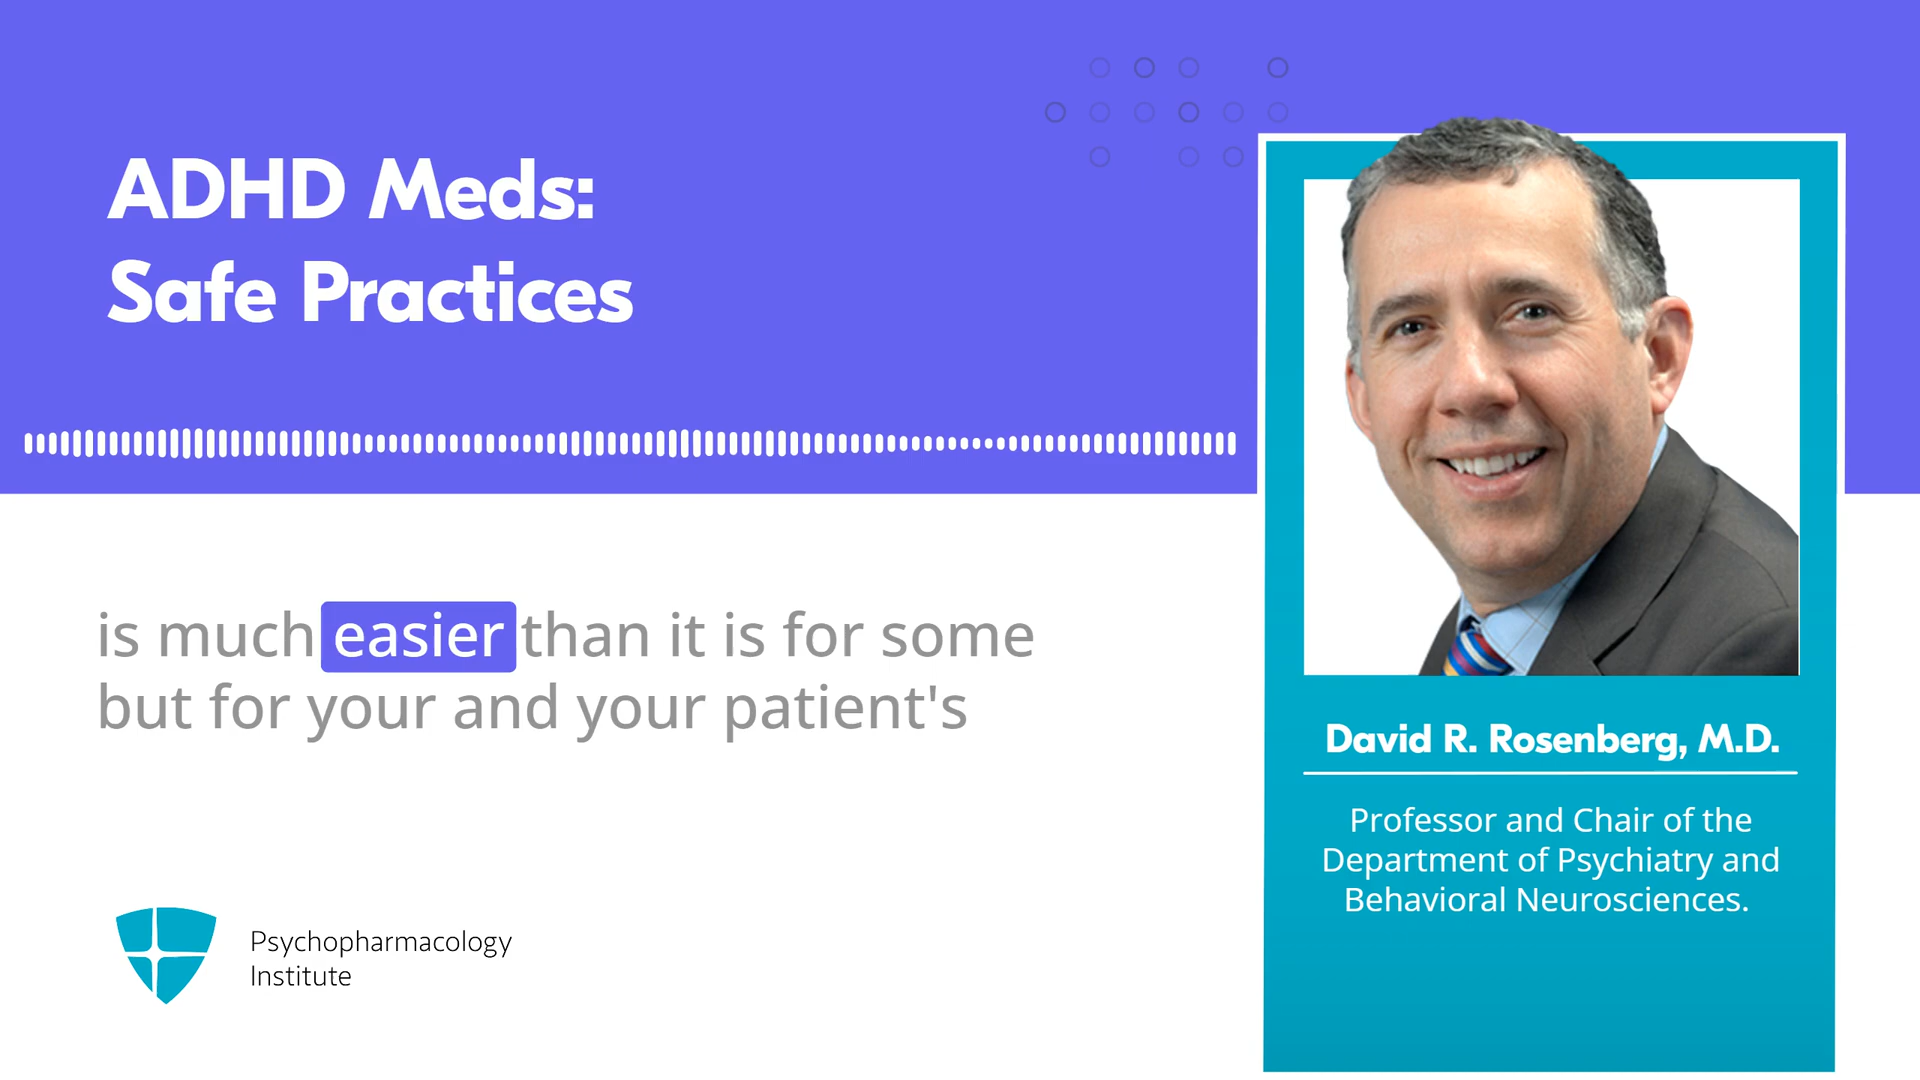 ADHD Meds:
Safe Practices
is much easier than it is for some
but for your and your patient's
Psychopharmacology
Institute
David R. Rosenberg, M.D.
Professor and Chair of the
Department of Psychiatry and
Behavioral Neurosciences.